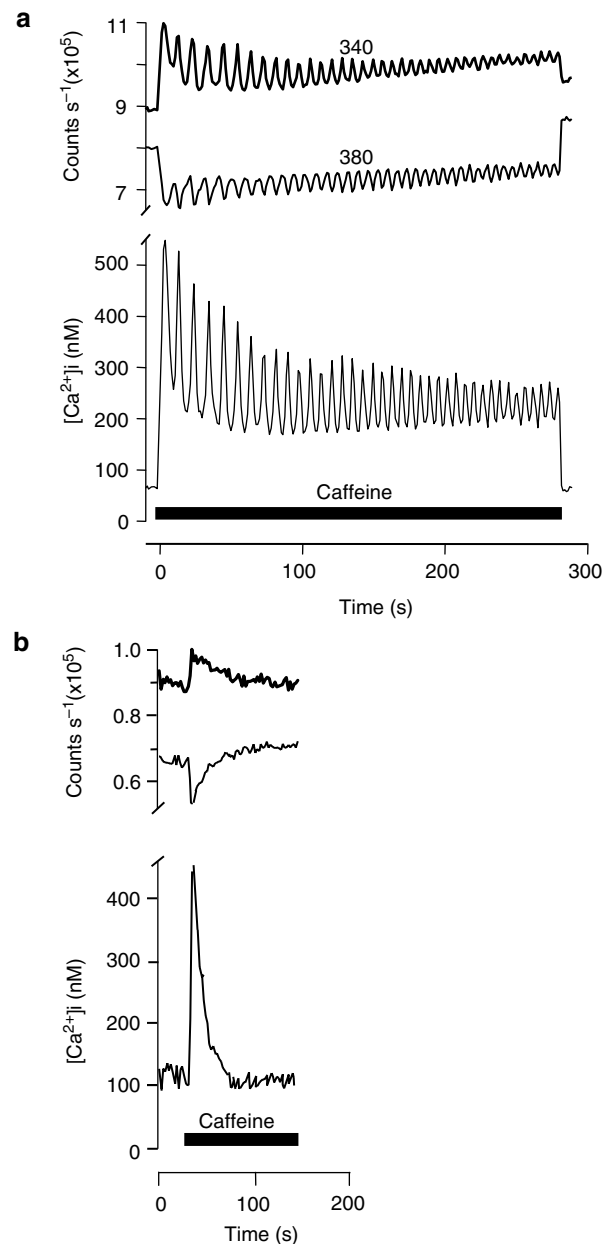 a
Counts s⁻¹(x10⁵)
11
9
7
340
380
[Ca²⁺]i (nM)
500
400
300
200
100
0
Caffeine
0 100 200 300
Time (s)
b
Counts s⁻¹(x10⁵)
1.0
0.8
0.6
[Ca²⁺]i (nM)
400
300
200
100
0
Caffeine
0 100 200
Time (s)